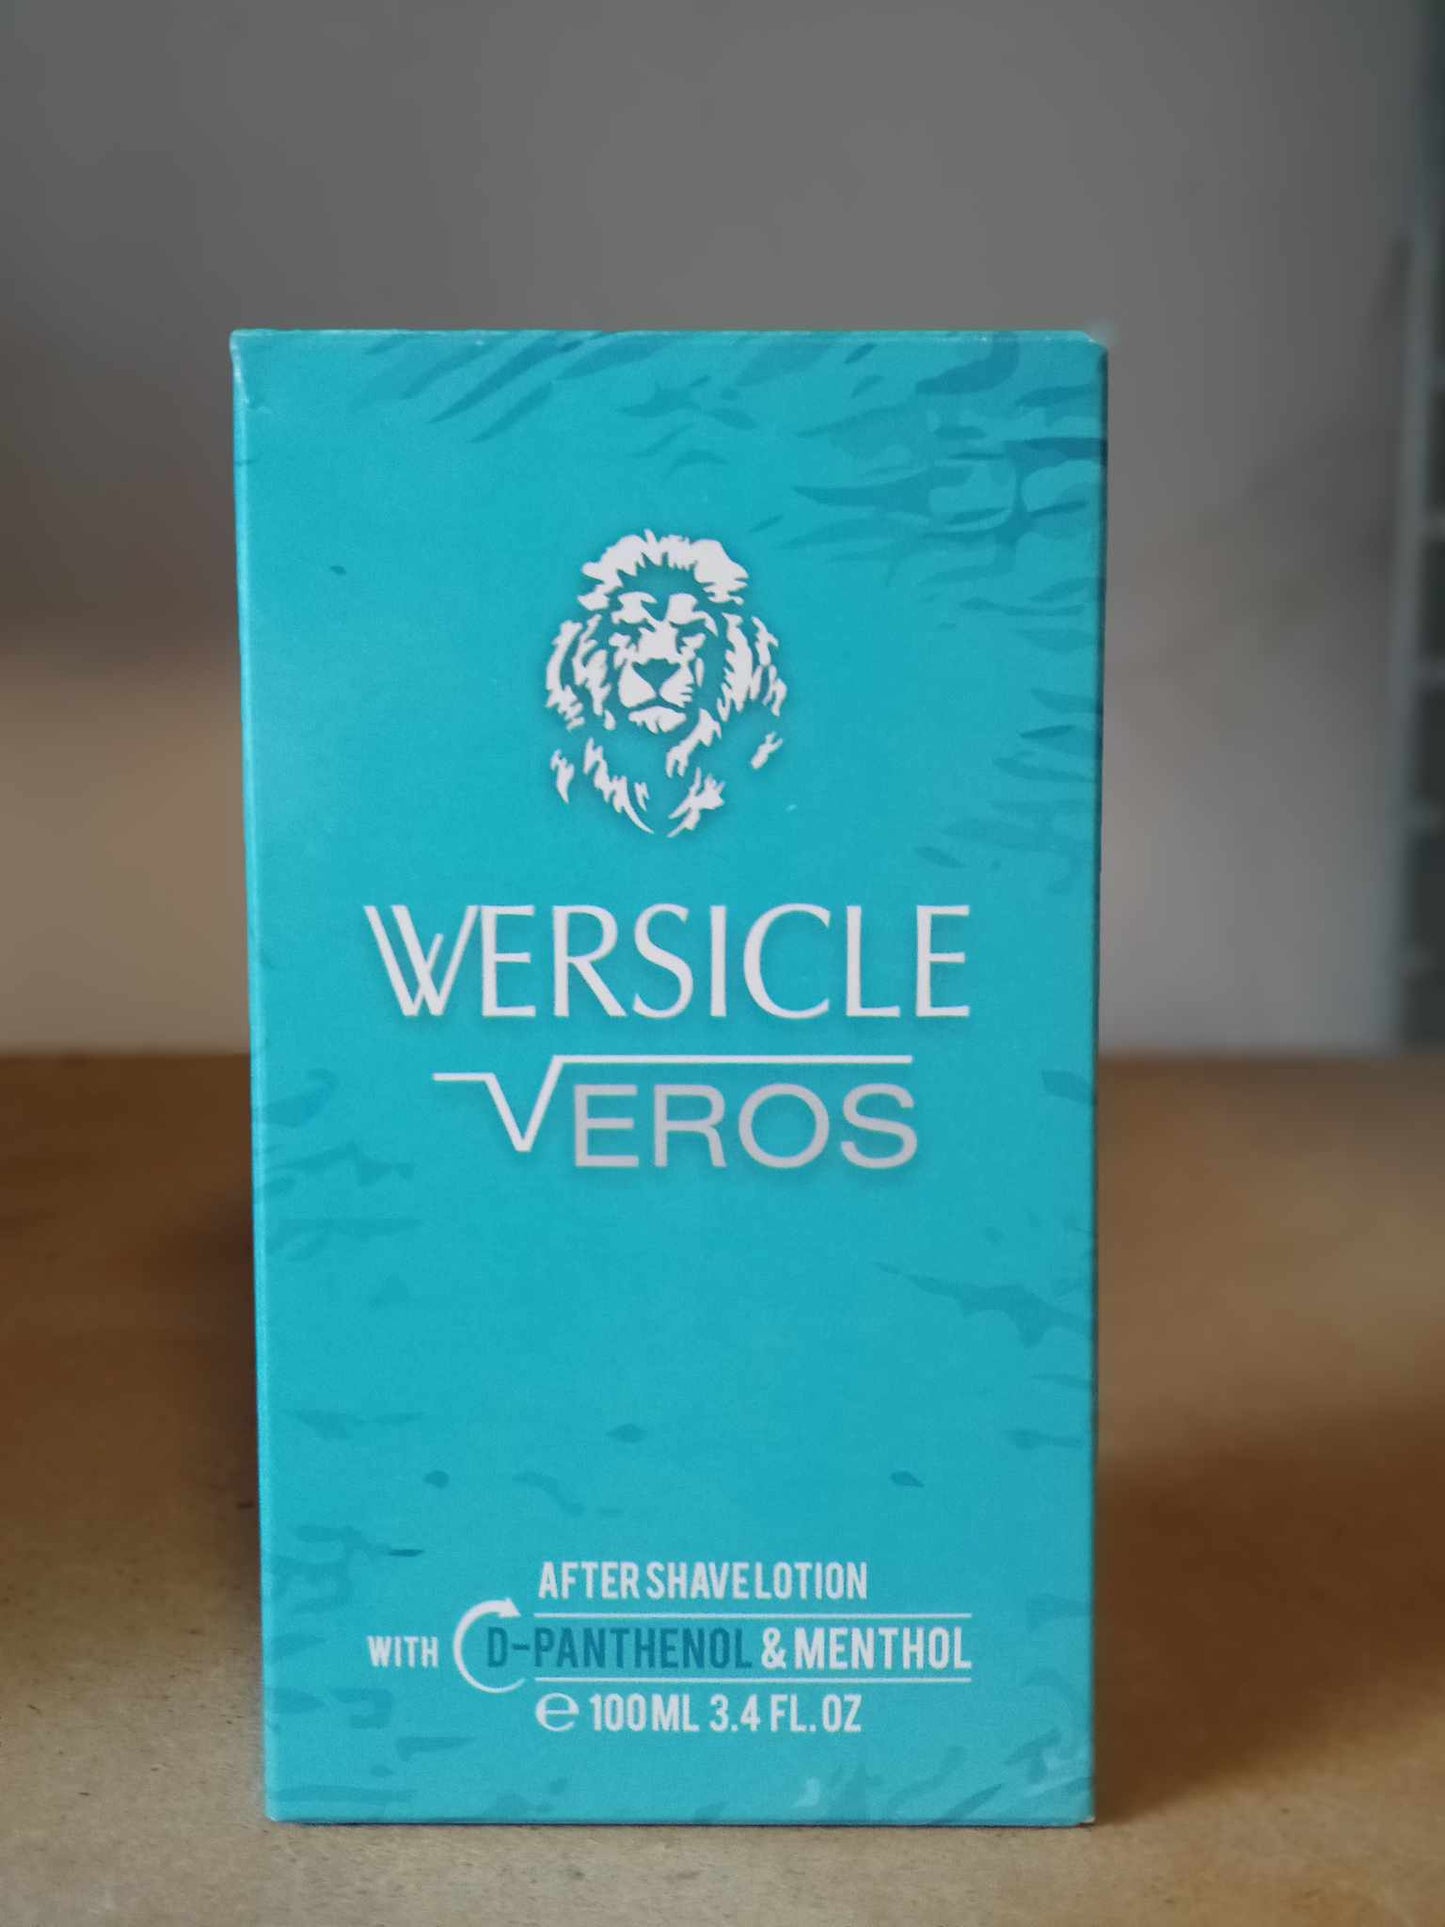 WERSICLE
VEROS
AFTER SHAVE LOTION
WITH D-PANTHENOL & MENTHOL
℮ 100ML 3.4 FL. OZ